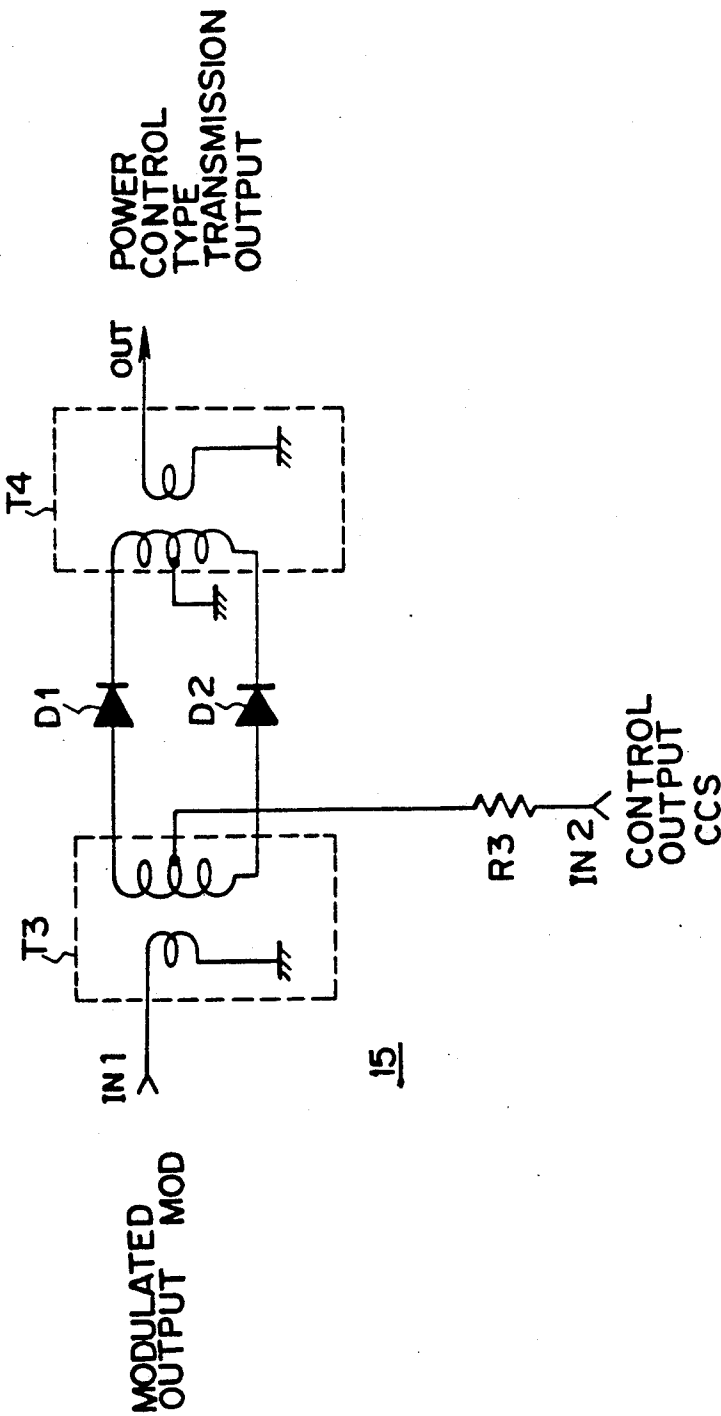 MODULATED
OUTPUT MOD
IN 1
T3
D1
D2
T4
OUT
POWER
CONTROL
TYPE
TRANSMISSION
OUTPUT
15
R3
IN 2
CONTROL
OUTPUT
CCS